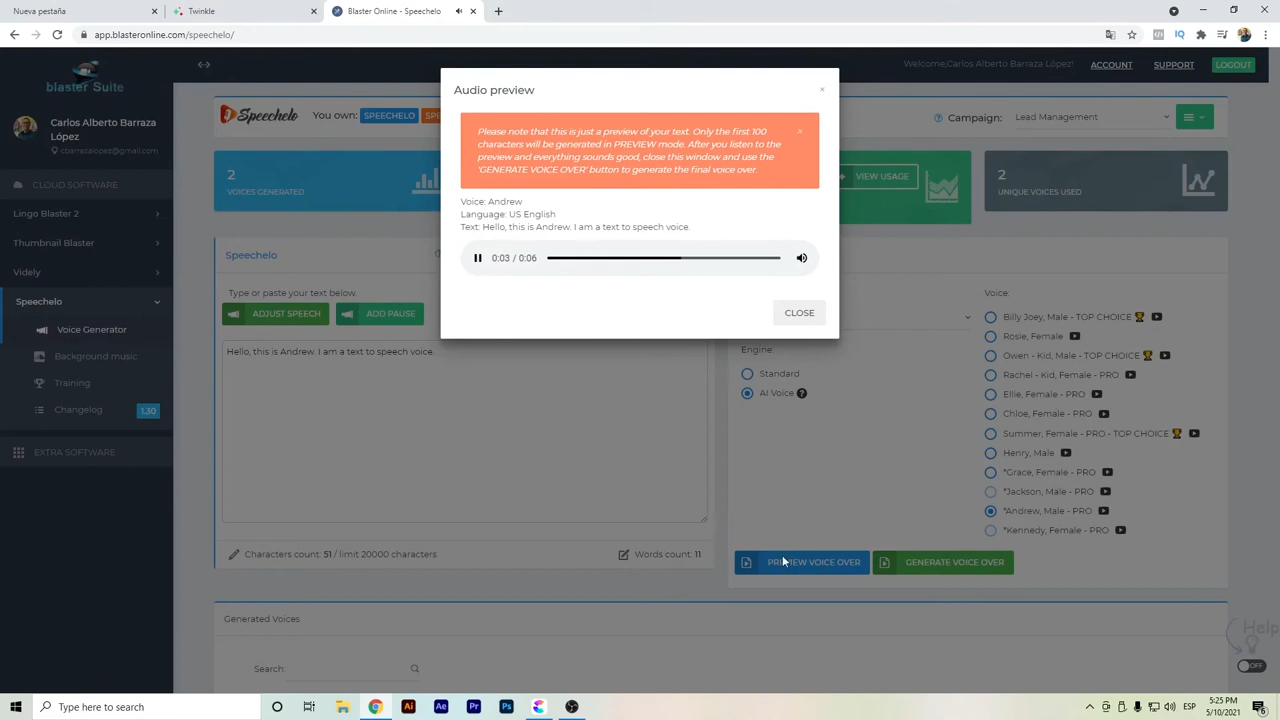 Nueva pestaña
Twinkle
Blaster Online - Speechelo
app.blasteronline.com/speechelo/
blaster Suite
Carlos Alberto Barraza
López
cbarrazalopez@gmail.com
CLOUD SOFTWARE
Lingo Blaster 2
Thumbnail Blaster
Videly
Speechelo
Voice Generator
Background music
Training
Changelog
1.30
EXTRA SOFTWARE
Welcome,Carlos Alberto Barraza López!
ACCOUNT
SUPPORT
LOGOUT
Speechelo
You own:
SPEECHELO
Campaign:
Lead Management
2
VOICES GENERATED
VIEW USAGE
2
UNIQUE VOICES USED
Audio preview
Please note that this is just a preview of your text. Only the first 100
characters will be generated in PREVIEW mode. After you listen to the
preview and everything sounds good, close this window and use the
'GENERATE VOICE OVER' button to generate the final voice over.
Voice: Andrew
Language: US English
Text: Hello, this is Andrew. I am a text to speech voice.
0:03 / 0:06
CLOSE
Speechelo
Type or paste your text below.
ADJUST SPEECH
ADD PAUSE
Hello, this is Andrew. I am a text to speech voice.
Characters count: 51 / limit 20000 characters
Words count: 11
Engine:
Standard
AI Voice
Voice:
Billy Joey, Male - TOP CHOICE
Rosie, Female
Owen - Kid, Male - TOP CHOICE
Rachel - Kid, Female - PRO
Ellie, Female - PRO
Chloe, Female - PRO
Summer, Female - PRO - TOP CHOICE
Henry, Male
*Grace, Female - PRO
*Jackson, Male - PRO
*Andrew, Male - PRO
*Kennedy, Female - PRO
PREVIEW VOICE OVER
GENERATE VOICE OVER
Generated Voices
Search:
Help
OFF
Type here to search
Ai
Ae
Pr
Ps
ESP
5:25 PM
5/10/2021